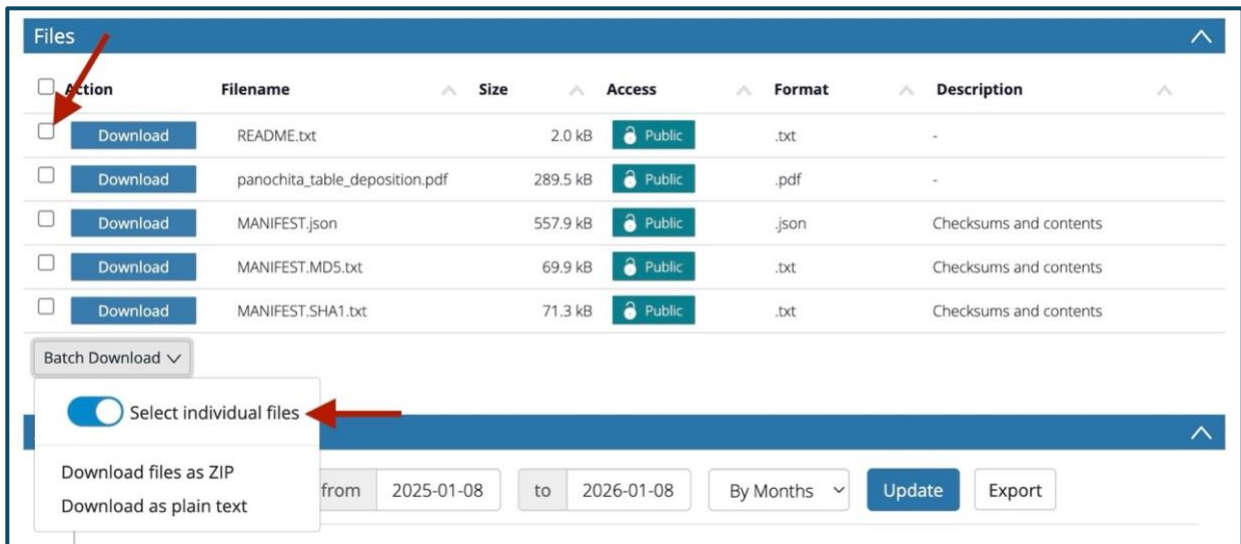 Files
Action Filename Size Access Format Description
Download README.txt 2.0 kB Public .txt -
Download panochita_table_deposition.pdf 289.5 kB Public .pdf -
Download MANIFEST.json 557.9 kB Public .json Checksums and contents
Download MANIFEST.MD5.txt 69.9 kB Public .txt Checksums and contents
Download MANIFEST.SHA1.txt 71.3 kB Public .txt Checksums and contents
Batch Download
Select individual files
Download files as ZIP
from 2025-01-08 to 2026-01-08 By Months Update Export
Download as plain text